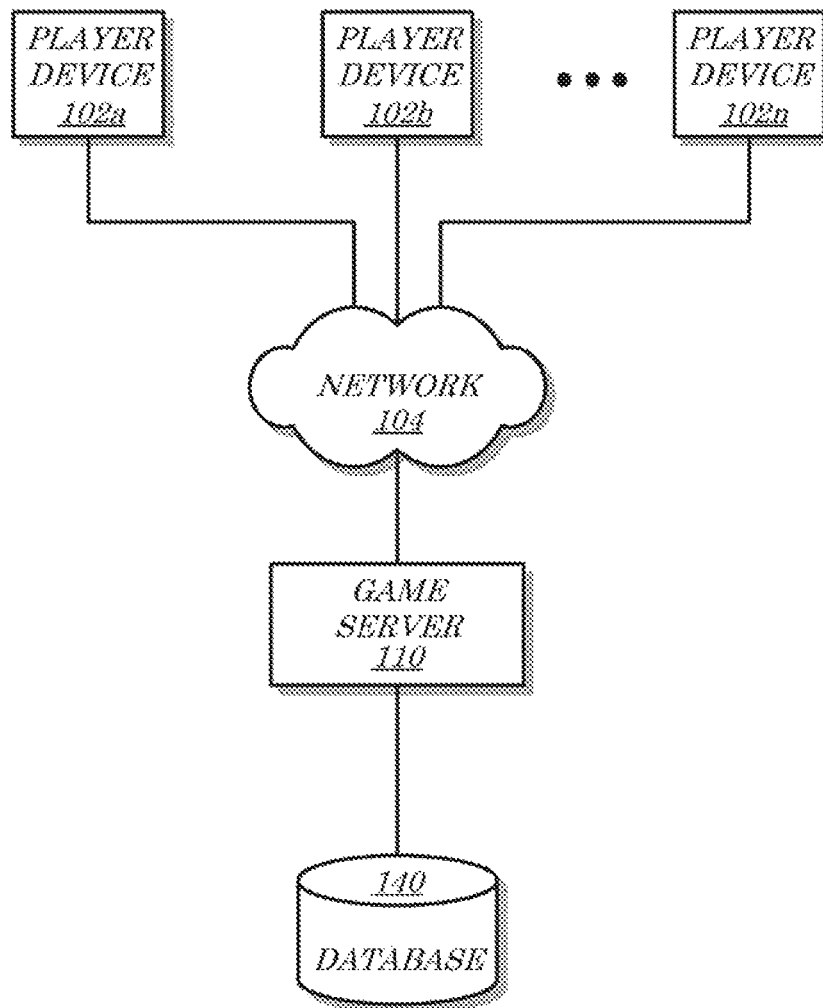 PLAYER DEVICE 102a
PLAYER DEVICE 102b
PLAYER DEVICE 102n
NETWORK
104
GAME
SERVER
110
140
DATABASE